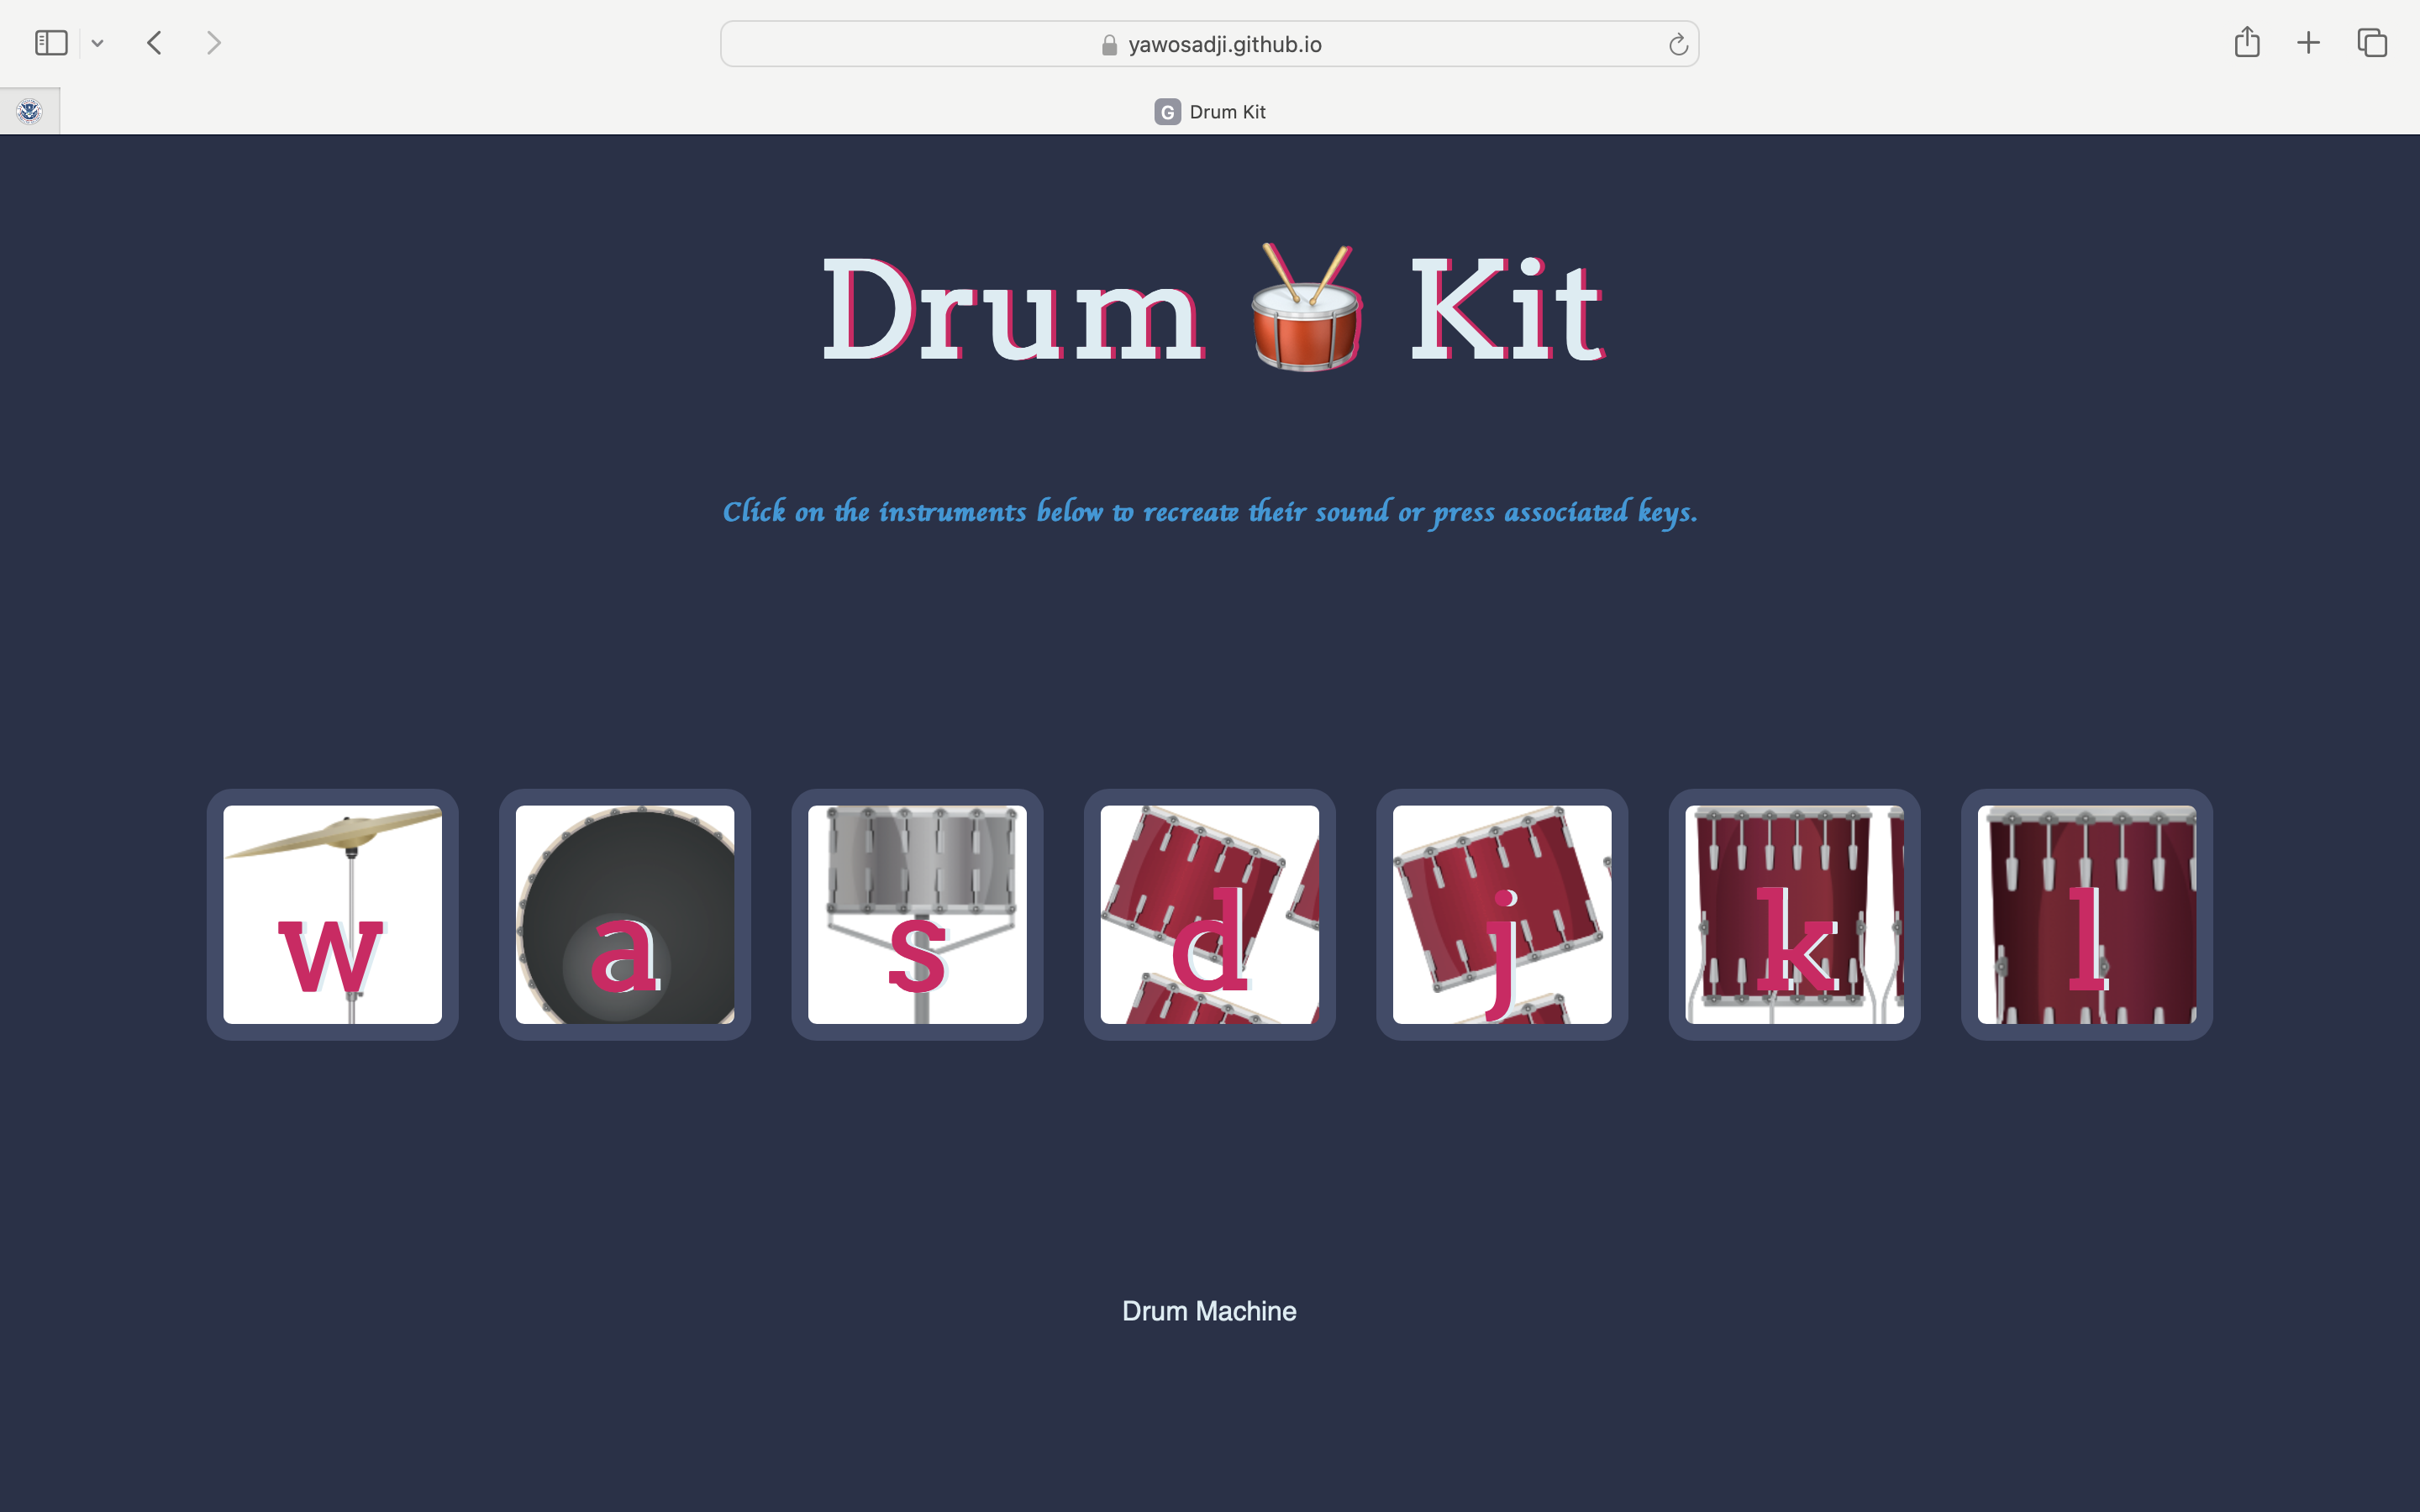 yawosadji.github.io
G Drum Kit
Drum 🥁 Kit
Click on the instruments below to recreate their sound or press associated keys.
w a s d j k l
Drum Machine